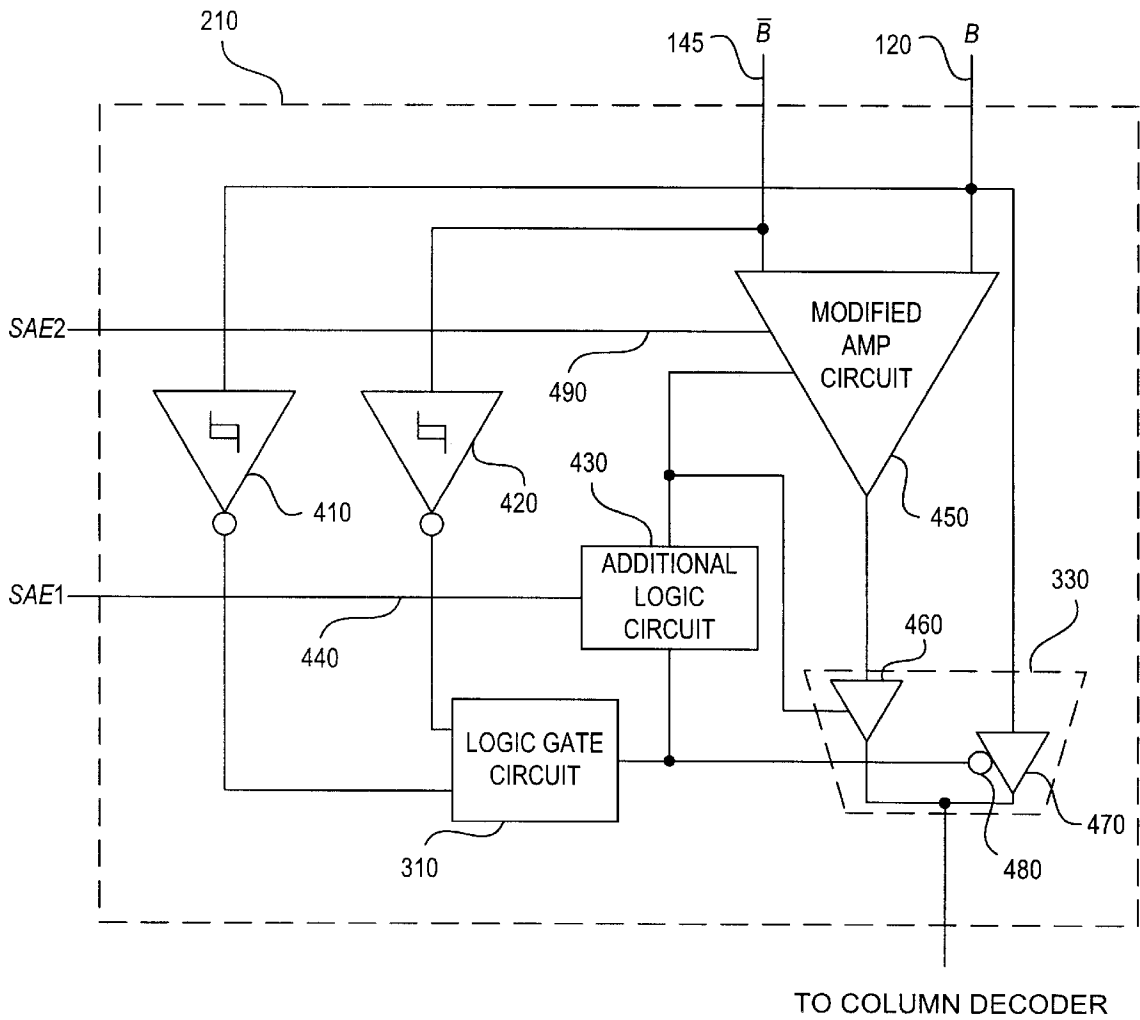 210
145
B̅
120
B
SAE2
490
MODIFIED
AMP
CIRCUIT
410
420
430
450
SAE1
440
ADDITIONAL
LOGIC
CIRCUIT
330
460
LOGIC GATE
CIRCUIT
310
480
470
TO COLUMN DECODER